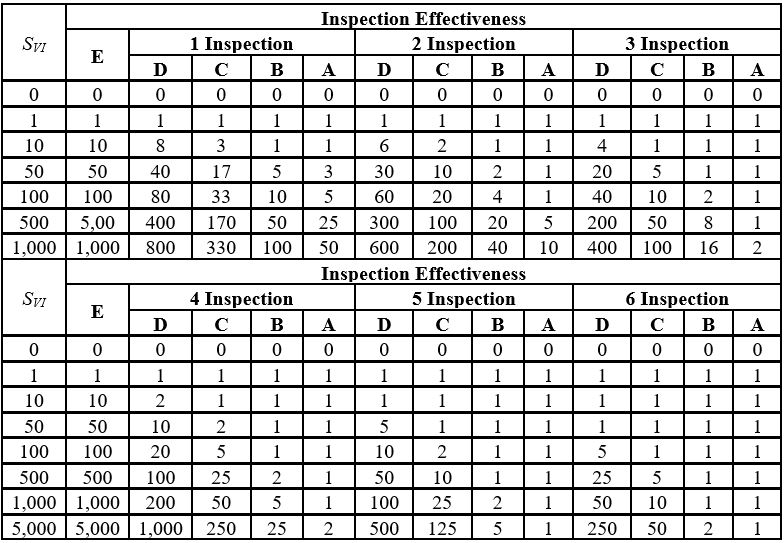 S_VI Inspection Effectiveness
E 1 Inspection 2 Inspection 3 Inspection
D C B A D C B A D C B A
0 0 0 0 0 0 0 0 0 0 0 0 0 0
1 1 1 1 1 1 1 1 1 1 1 1 1 1
10 10 8 3 1 1 6 2 1 1 4 1 1 1
50 50 40 17 5 3 30 10 2 1 20 5 1 1
100 100 80 33 10 5 60 20 4 1 40 10 2 1
500 5,00 400 170 50 25 300 100 20 5 200 50 8 1
1,000 1,000 800 330 100 50 600 200 40 10 400 100 16 2
S_VI Inspection Effectiveness
E 4 Inspection 5 Inspection 6 Inspection
D C B A D C B A D C B A
0 0 0 0 0 0 0 0 0 0 0 0 0 0
1 1 1 1 1 1 1 1 1 1 1 1 1 1
10 10 2 1 1 1 1 1 1 1 1 1 1 1
50 50 10 2 1 1 5 1 1 1 1 1 1 1
100 100 20 5 1 1 10 2 1 1 5 1 1 1
500 500 100 25 2 1 50 10 1 1 25 5 1 1
1,000 1,000 200 50 5 1 100 25 2 1 50 10 1 1
5,000 5,000 1,000 250 25 2 500 125 5 1 250 50 2 1